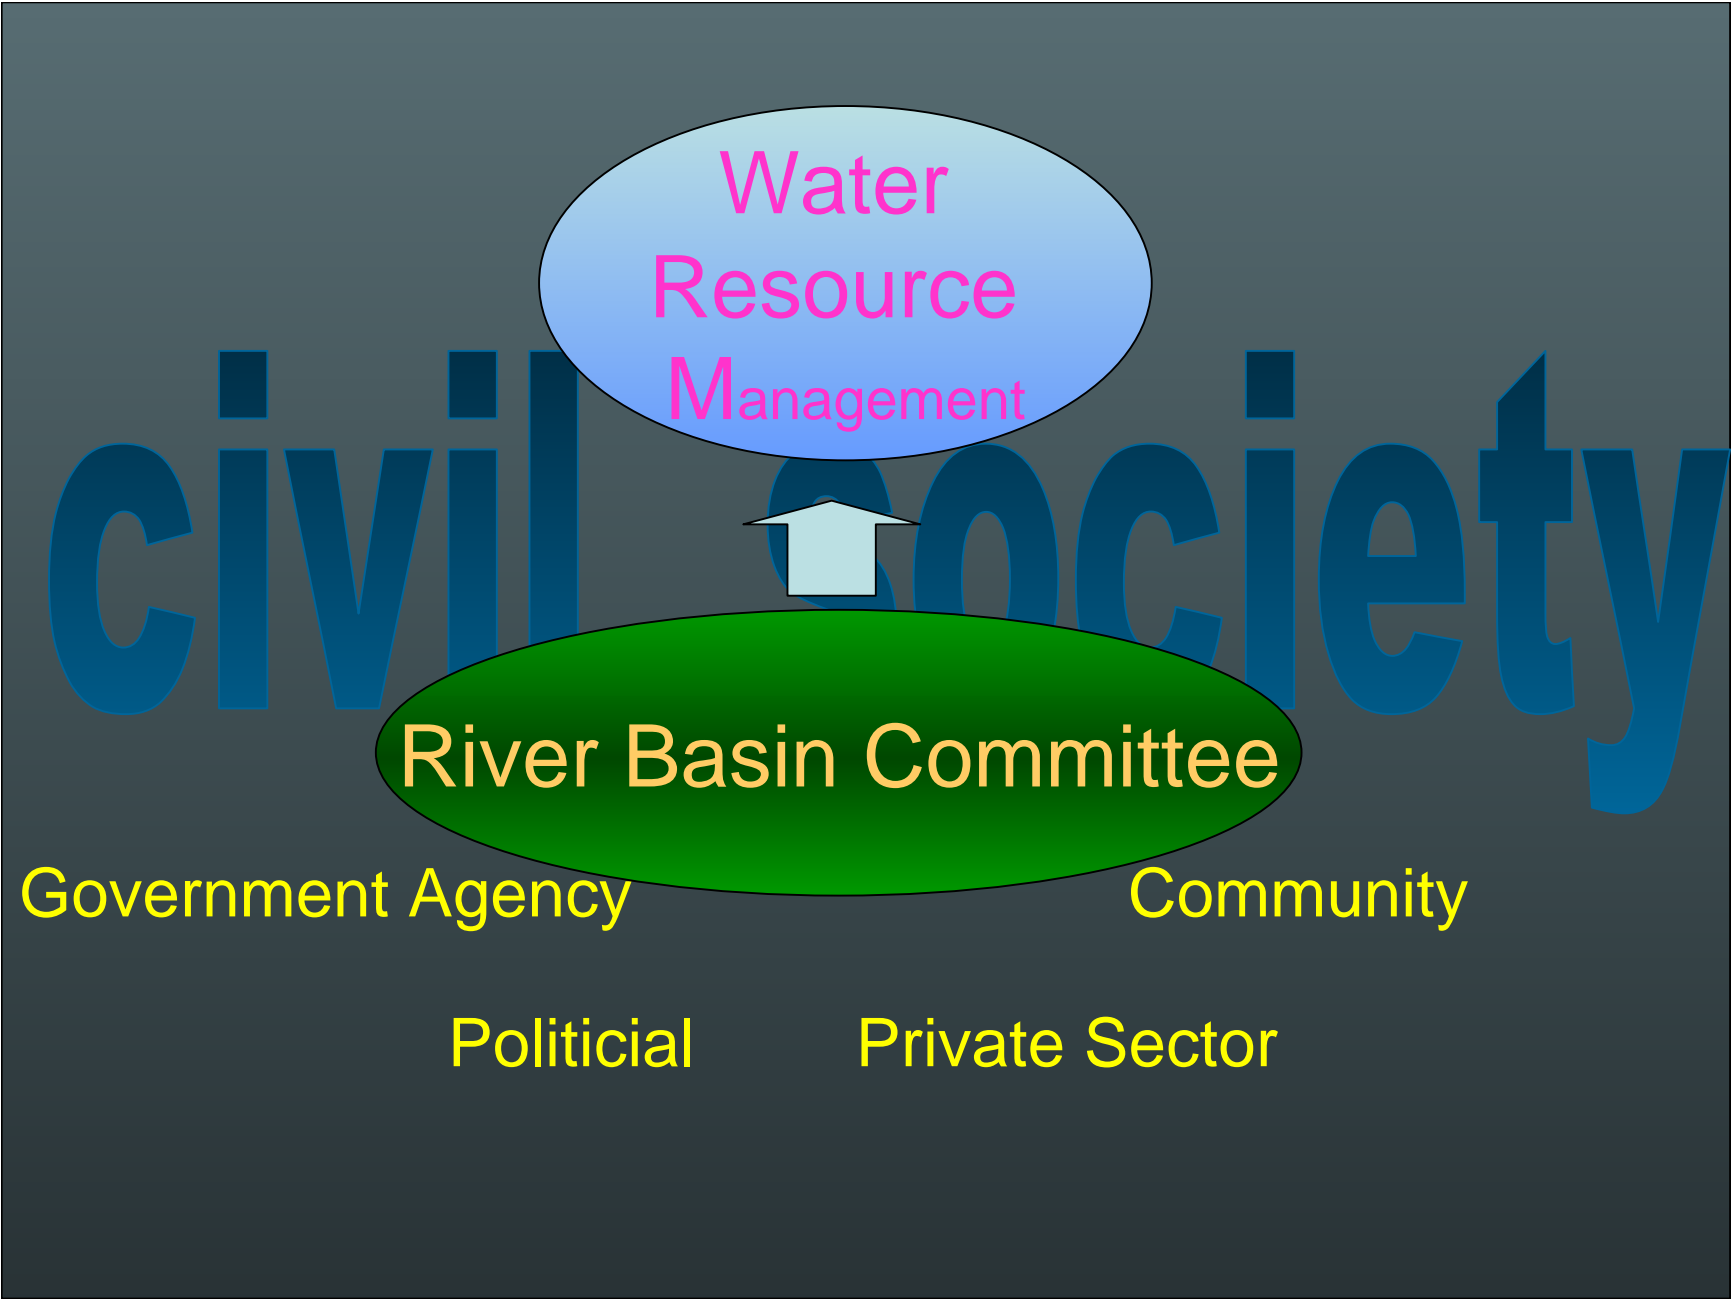 Water
Resource
Management
civil society
River Basin Committee
Government Agency Community
Politicial Private Sector